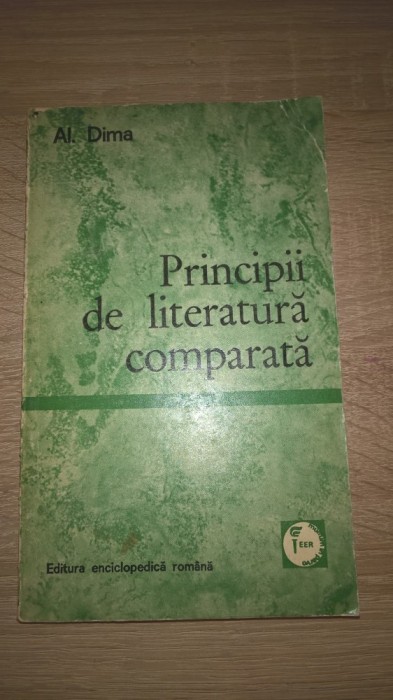 Al. Dima
Principii
de literatură
comparată
EER
Editura enciclopedică română